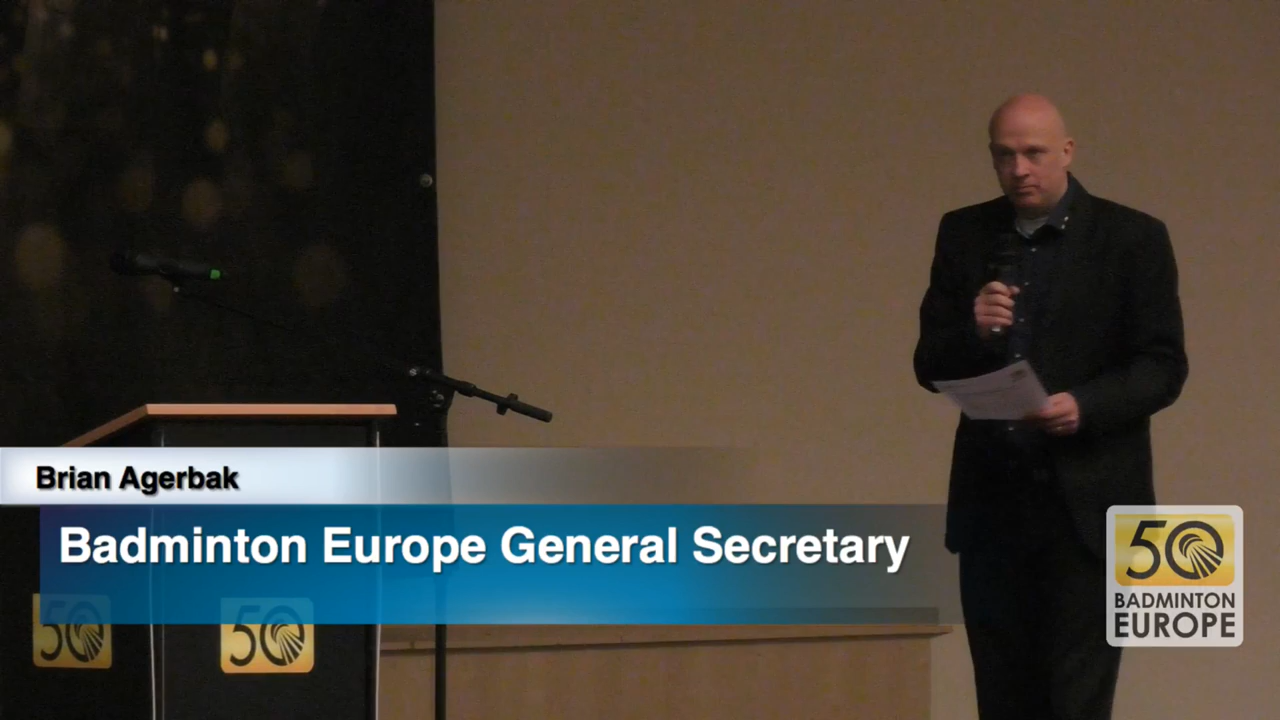 Brian Agerbak
Badminton Europe General Secretary
50
50
50
BADMINTON
EUROPE